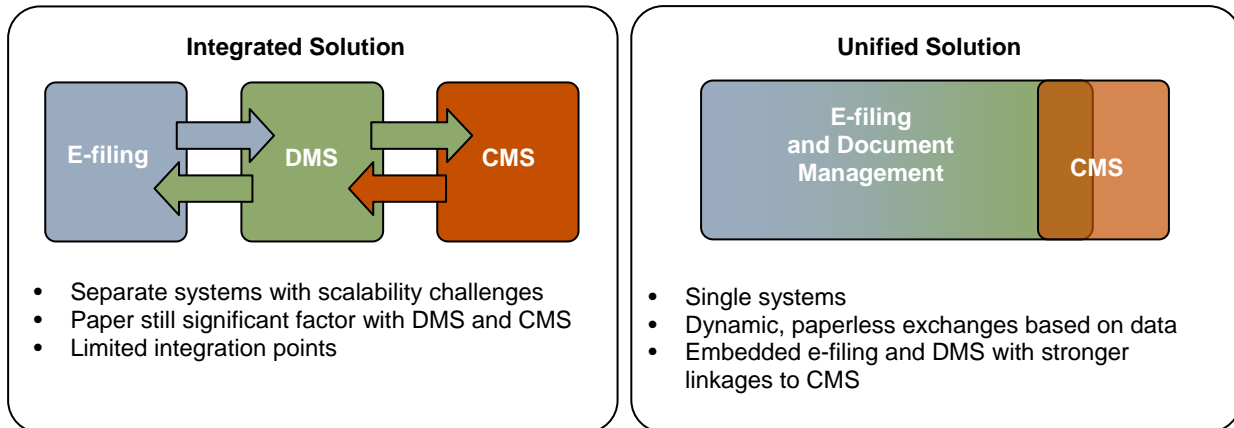 Integrated Solution
E-filing
DMS
CMS
• Separate systems with scalability challenges
• Paper still significant factor with DMS and CMS
• Limited integration points
Unified Solution
E-filing
and Document
Management
CMS
• Single systems
• Dynamic, paperless exchanges based on data
• Embedded e-filing and DMS with stronger
linkages to CMS